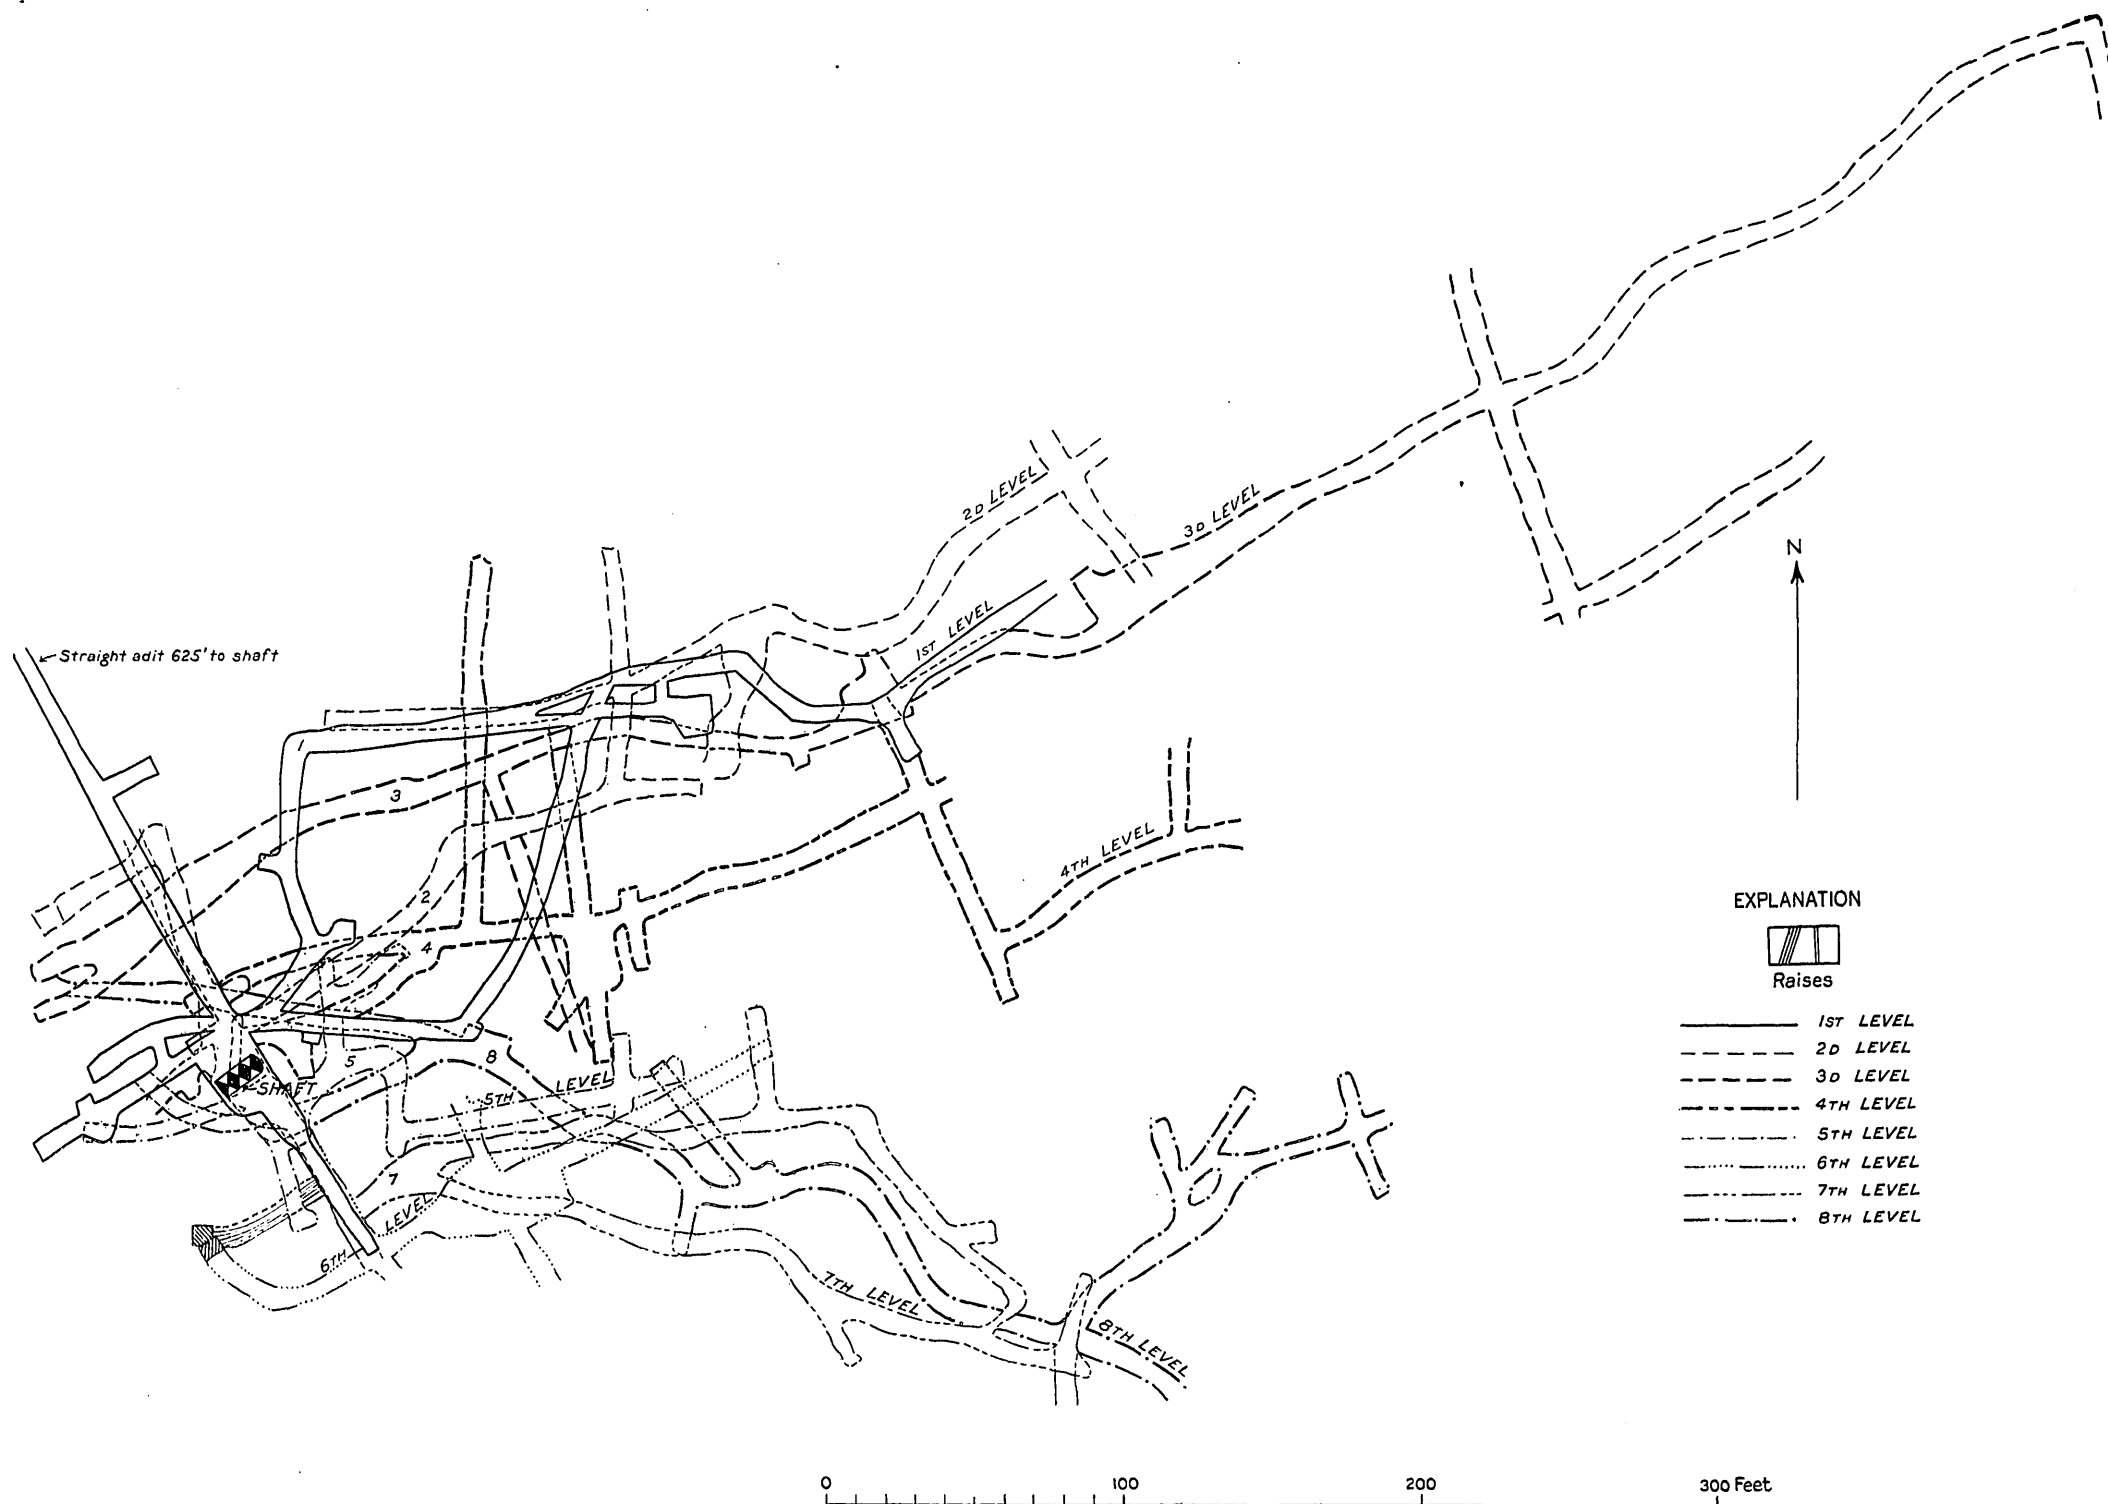 2D LEVEL
3D LEVEL
N
1ST LEVEL
Straight adit 625' to shaft
1
3
4TH LEVEL
2
4
EXPLANATION
Raises
1ST LEVEL
2D LEVEL
3D LEVEL
4TH LEVEL
5TH LEVEL
6TH LEVEL
7TH LEVEL
8TH LEVEL
5
8
SHAFT
5TH LEVEL
7
6TH LEVEL
7TH LEVEL
8TH LEVEL
0 100 200 300 Feet